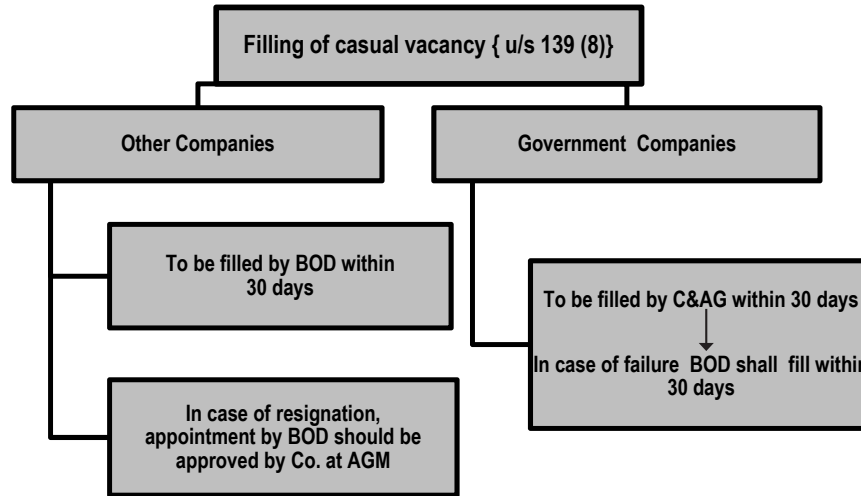 Filling of casual vacancy { u/s 139 (8)}
Other Companies
Government Companies
To be filled by BOD within
30 days
In case of resignation,
appointment by BOD should be
approved by Co. at AGM
To be filled by C&AG within 30 days
In case of failure BOD shall fill within
30 days